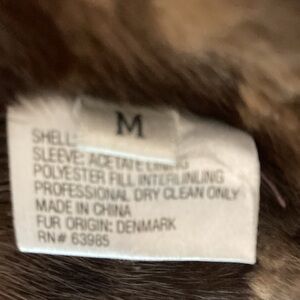 M
SHELL:
SLEEVE: ACETATE LINING
POLYESTER FILL INTERLINING
PROFESSIONAL DRY CLEAN ONLY
MADE IN CHINA
FUR ORIGIN: DENMARK
RN# 63985